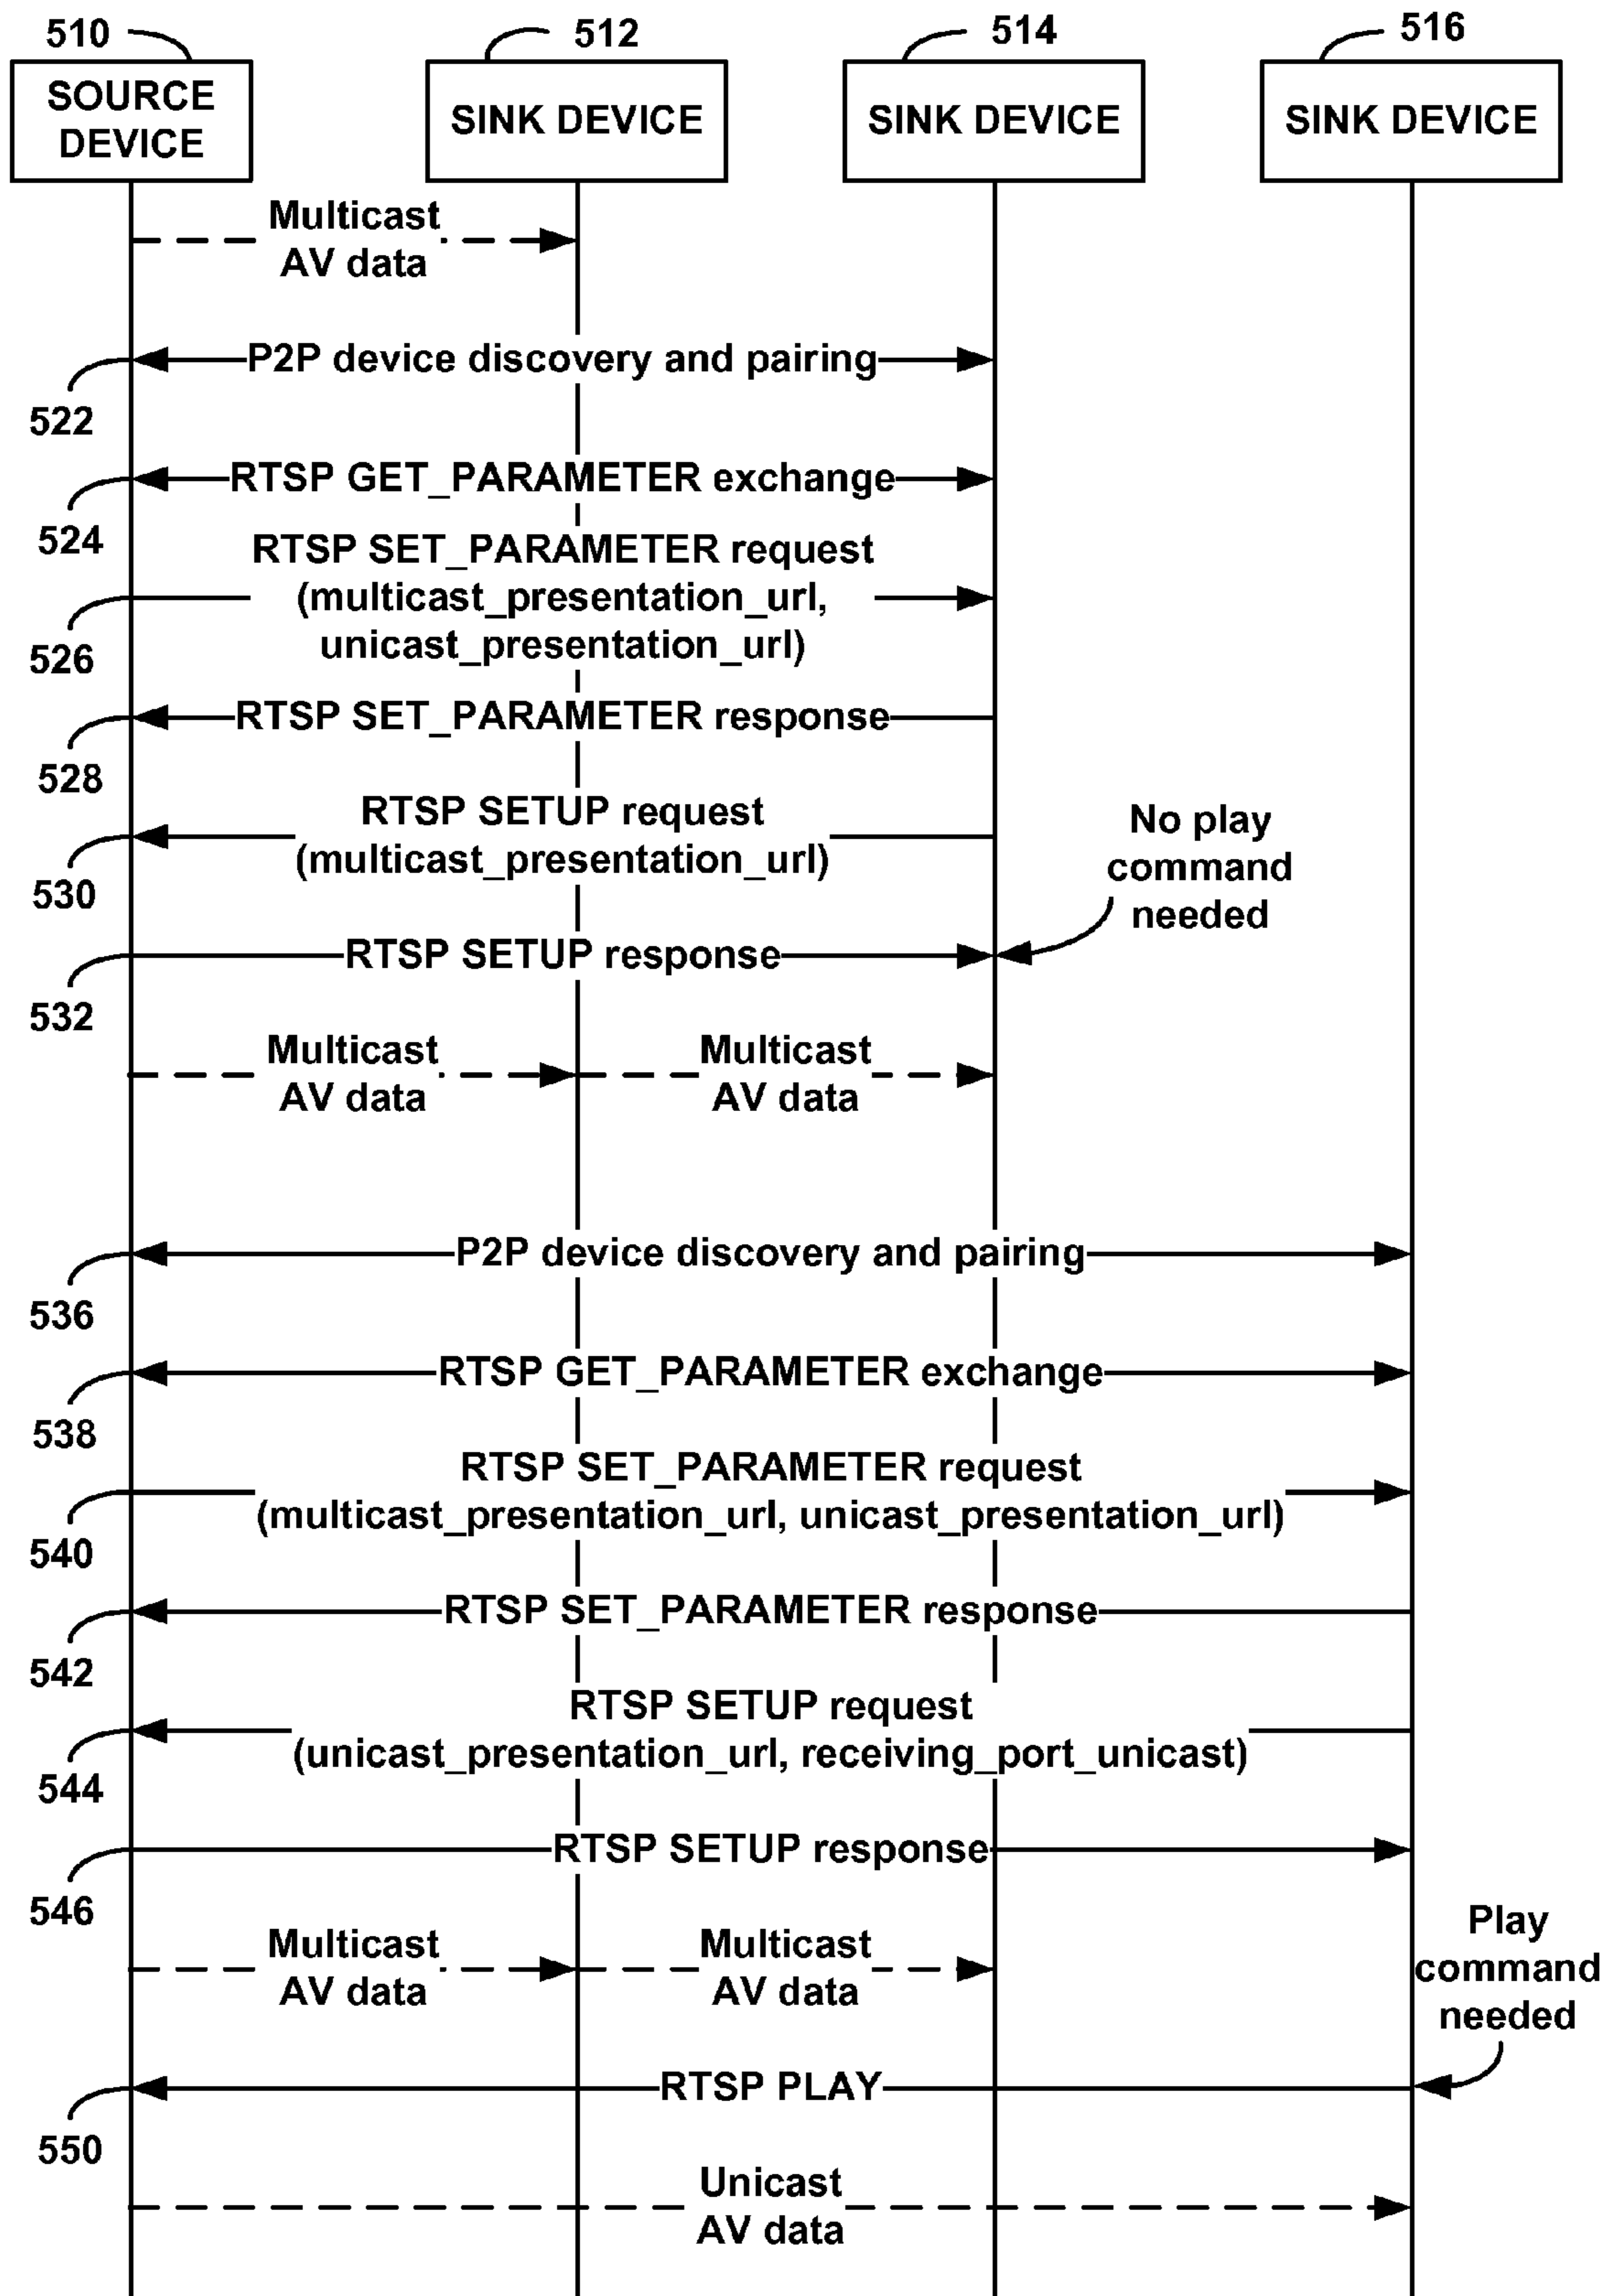 510
512
514
516
SOURCE
DEVICE
SINK DEVICE
SINK DEVICE
SINK DEVICE
Multicast
AV data
P2P device discovery and pairing
522
RTSP GET_PARAMETER exchange
524
RTSP SET_PARAMETER request
(multicast_presentation_url,
unicast_presentation_url)
526
RTSP SET_PARAMETER response
528
RTSP SETUP request
(multicast_presentation_url)
530
No play
command
needed
RTSP SETUP response
532
Multicast
AV data
Multicast
AV data
P2P device discovery and pairing
536
RTSP GET_PARAMETER exchange
538
RTSP SET_PARAMETER request
(multicast_presentation_url, unicast_presentation_url)
540
RTSP SET_PARAMETER response
542
RTSP SETUP request
(unicast_presentation_url, receiving_port_unicast)
544
RTSP SETUP response
546
Multicast
AV data
Multicast
AV data
Play
command
needed
RTSP PLAY
550
Unicast
AV data